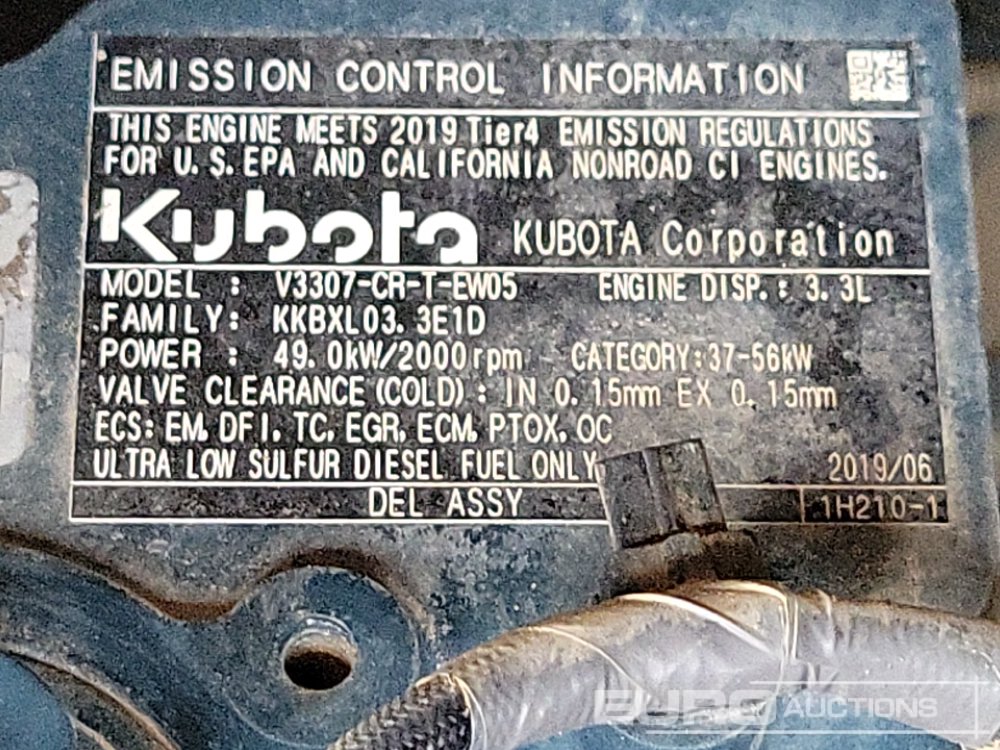 EMISSION CONTROL INFORMATION
THIS ENGINE MEETS 2019 Tier4 EMISSION REGULATIONS
FOR U.S.EPA AND CALIFORNIA NONROAD CI ENGINES.
Kubota KUBOTA Corporation
MODEL : V3307-CR-T-EW05 ENGINE DISP.: 3.3L
FAMILY: KKBXL03.3E1D
POWER : 49.0kW/2000rpm CATEGORY:37-56kW
VALVE CLEARANCE(COLD): IN 0.15mm EX 0.15mm
ECS: EM, DFI, TC, EGR, ECM, PTOX, OC
ULTRA LOW SULFUR DIESEL FUEL ONLY 2019/06
DEL ASSY 1H210-1
EURO AUCTIONS